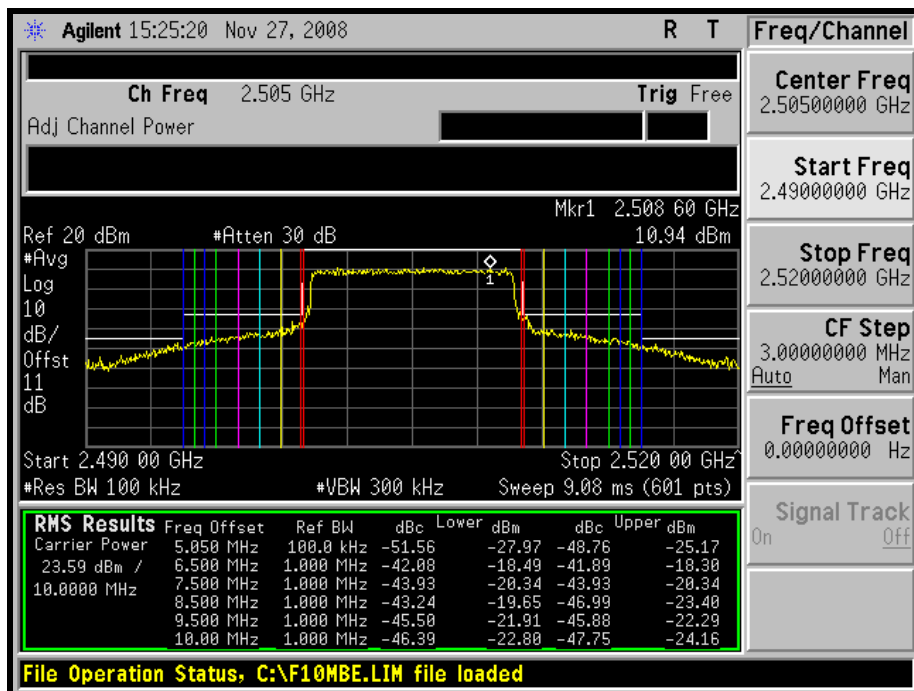 Agilent 15:25:20 Nov 27, 2008 R T
Freq/Channel
Ch Freq 2.505 GHz Trig Free
Adj Channel Power
Center Freq
2.50500000 GHz
Start Freq
2.49000000 GHz
Stop Freq
2.52000000 GHz
CF Step
3.00000000 MHz
Auto Man
Freq Offset
0.00000000 Hz
Signal Track
On Off
Mkr1 2.508 60 GHz
Ref 20 dBm #Atten 30 dB 10.94 dBm
#Avg
Log
10
dB/
Offst
11
dB
1
Start 2.490 00 GHz Stop 2.520 00 GHz^
#Res BW 100 kHz #VBW 300 kHz Sweep 9.08 ms (601 pts)
RMS Results Freq Offset Ref BW dBc Lower dBm dBc Upper dBm
Carrier Power 5.050 MHz 100.0 kHz -51.56 -27.97 -48.76 -25.17
23.59 dBm / 6.500 MHz 1.000 MHz -42.08 -18.49 -41.89 -18.30
10.0000 MHz 7.500 MHz 1.000 MHz -43.93 -20.34 -43.93 -20.34
8.500 MHz 1.000 MHz -43.24 -19.65 -46.99 -23.40
9.500 MHz 1.000 MHz -45.50 -21.91 -45.88 -22.29
10.00 MHz 1.000 MHz -46.39 -22.80 -47.75 -24.16
File Operation Status, C:\F10MBE.LIM file loaded